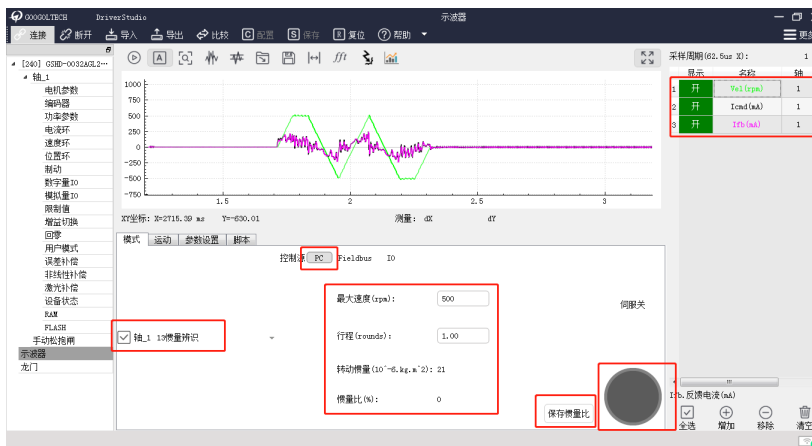 GOOGOLTECH DriverStudio 示波器
连接 断开 导入 导出 比较 C 配置 S 保存 R 复位 帮助 更多
[240] GSHD-0032AGL2…
轴_1
电机参数
编码器
功率参数
电流环
速度环
位置环
制动
数字量IO
模拟量IO
限制值
增益切换
回零
用户模式
误差补偿
非线性补偿
激光补偿
设备状态
RAM
FLASH
手动松抱闸
示波器
龙门
A fft
1000
750
500
250
0
-250
-500
-750
1.5 2 2.5 3
XY坐标: X=2715.39 ms Y=-630.01 测量: dX dY
模式 运动 参数设置 脚本
控制源 PC Fieldbus IO
轴_1 13惯量辨识
最大速度(rpm): 500
行程(rounds): 1.00
转动惯量(10^-6.kg.m^2): 21
惯量比(%): 0
保存惯量比
伺服关
采样周期(62.5us X): 1
显示 名称 轴
1 开 Vel(rpm) 1
2 开 Icmd(mA) 1
3 开 Ifb(mA) 1
Ifb.反馈电流(mA)
全选 增加 移除 清空